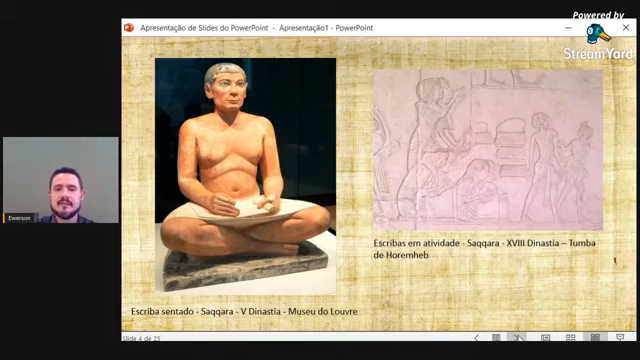 Powered by
StreamYard
Apresentação de Slides do PowerPoint - Apresentação1 - PowerPoint
Ewerson
Escribas em atividade - Saqqara - XVIII Dinastia – Tumba
de Horemheb
Escriba sentado - Saqqara - V Dinastia - Museu do Louvre
Slide 4 de 25